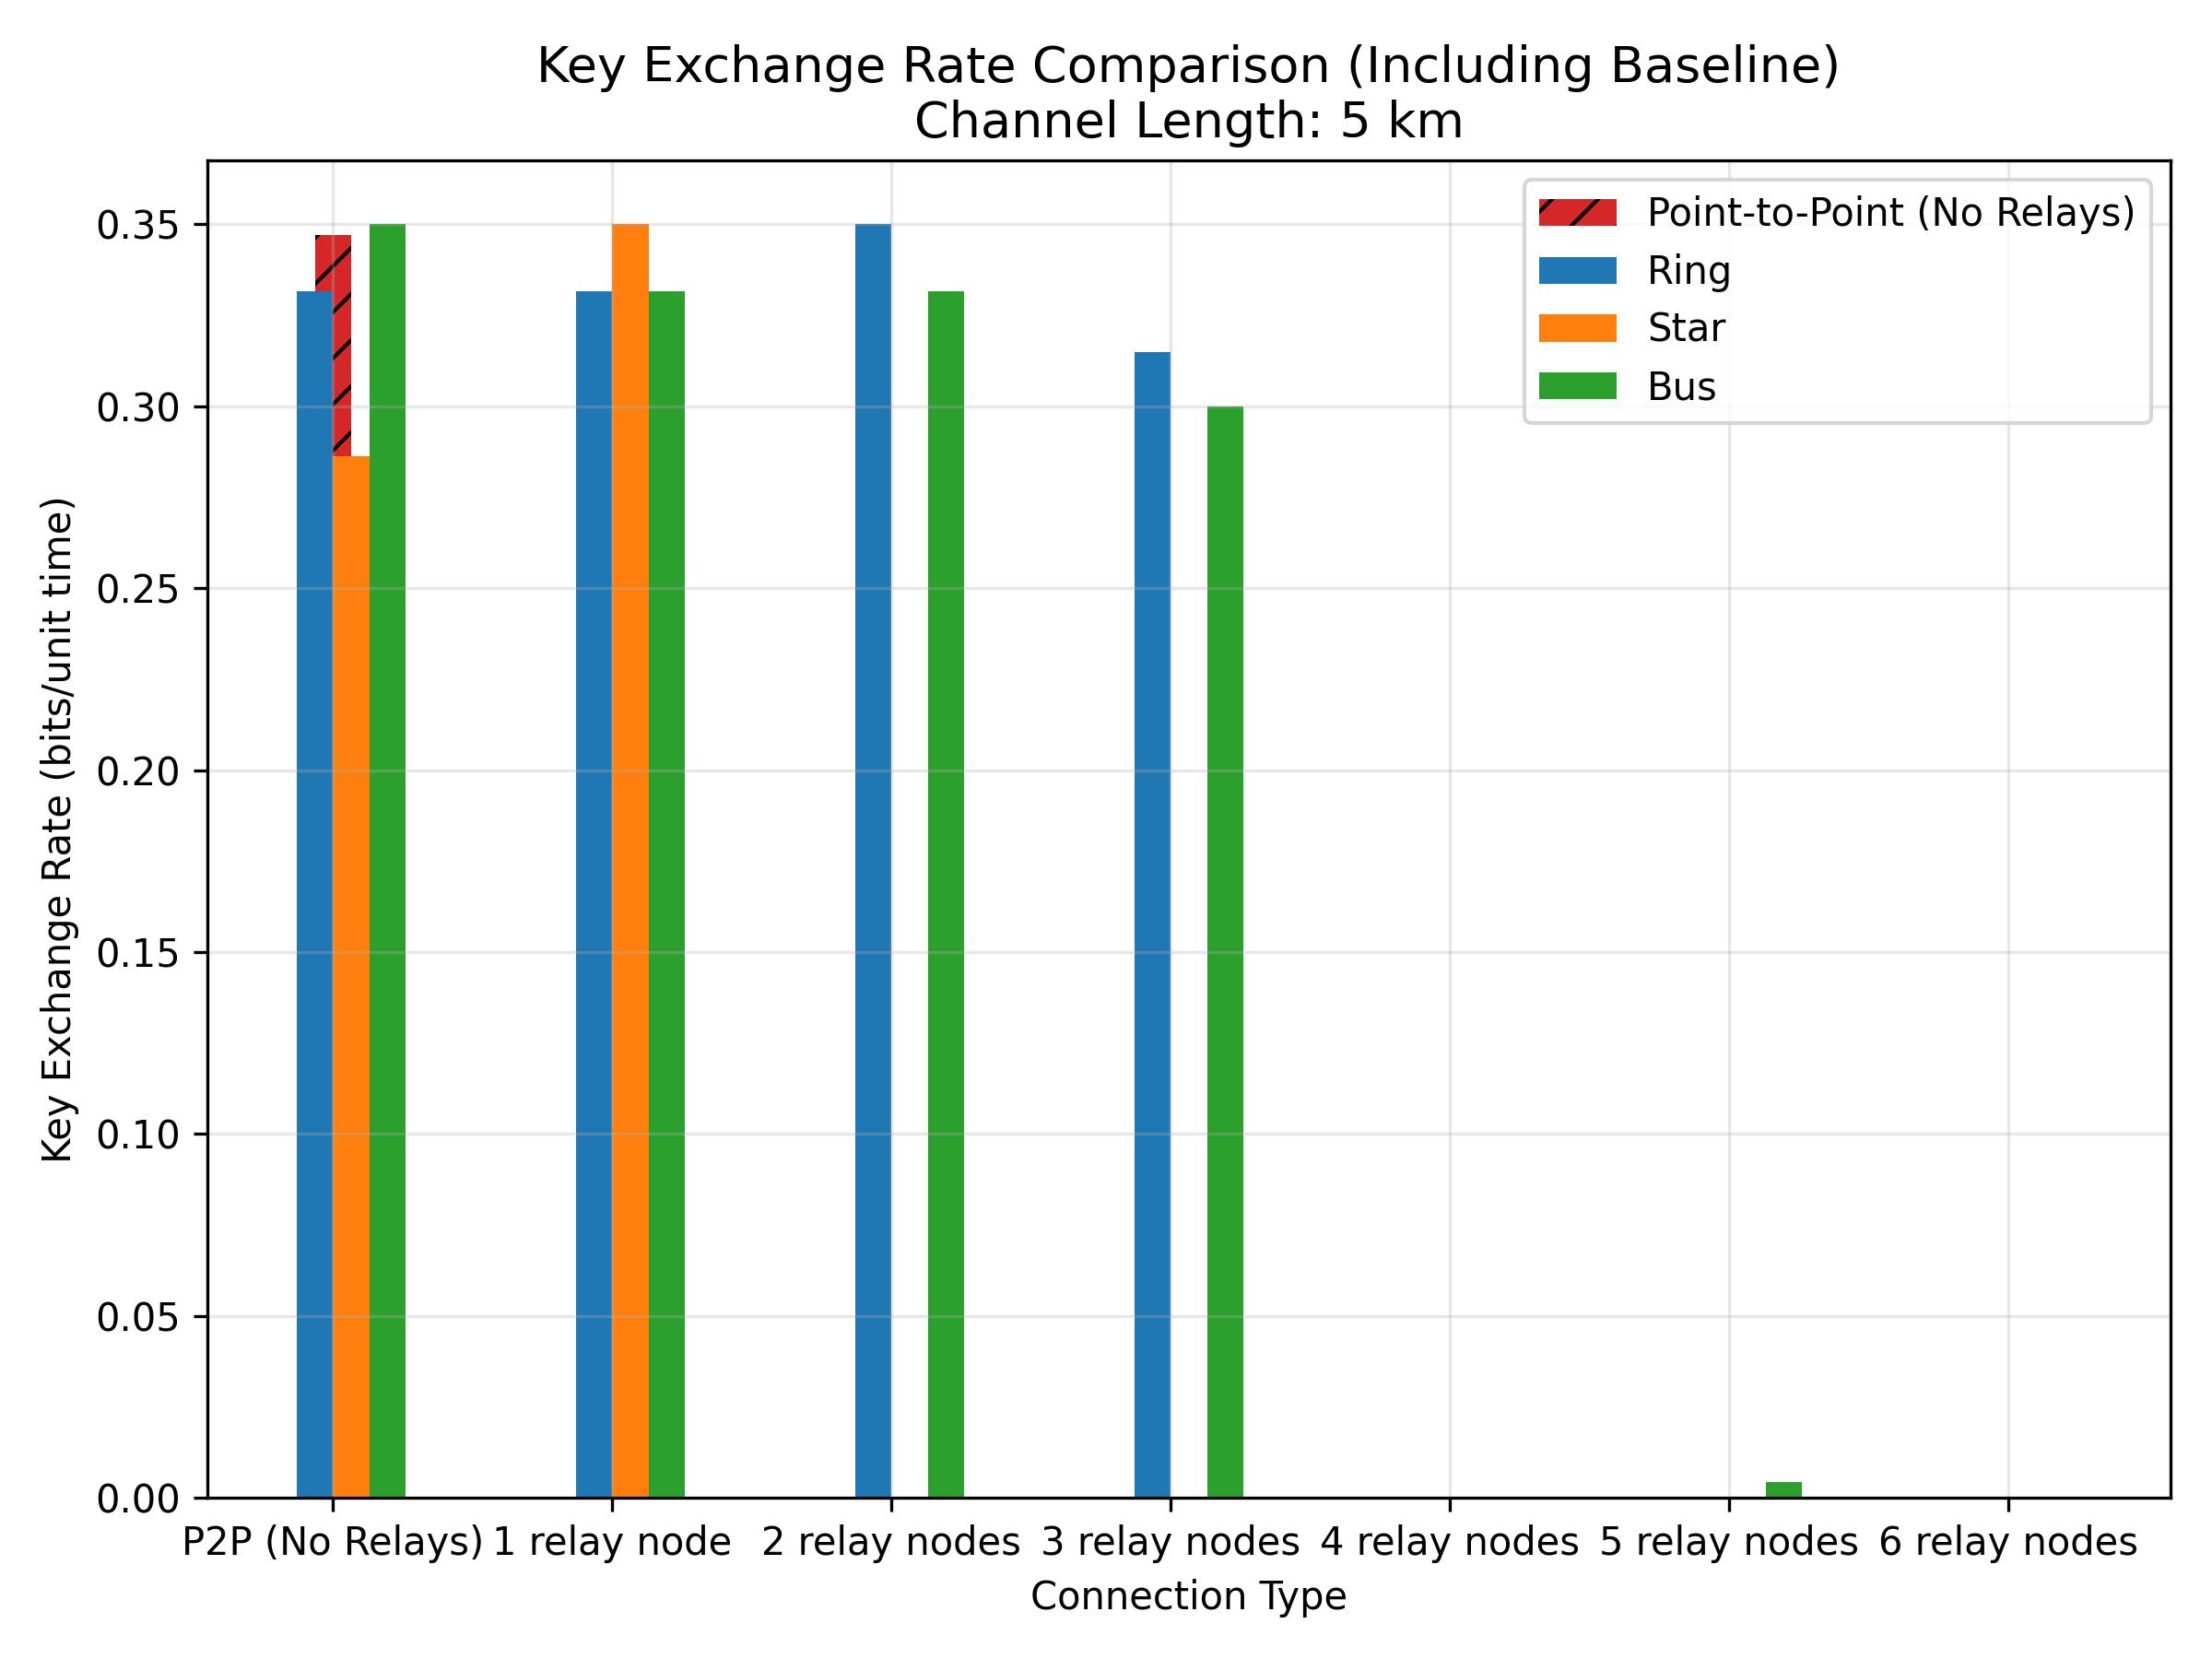 Key Exchange Rate Comparison (Including Baseline)
Channel Length: 5 km
Point-to-Point (No Relays)
Ring
Star
Bus
Key Exchange Rate (bits/unit time)
0.35
0.30
0.25
0.20
0.15
0.10
0.05
0.00
P2P (No Relays) 1 relay node 2 relay nodes 3 relay nodes 4 relay nodes 5 relay nodes 6 relay nodes
Connection Type